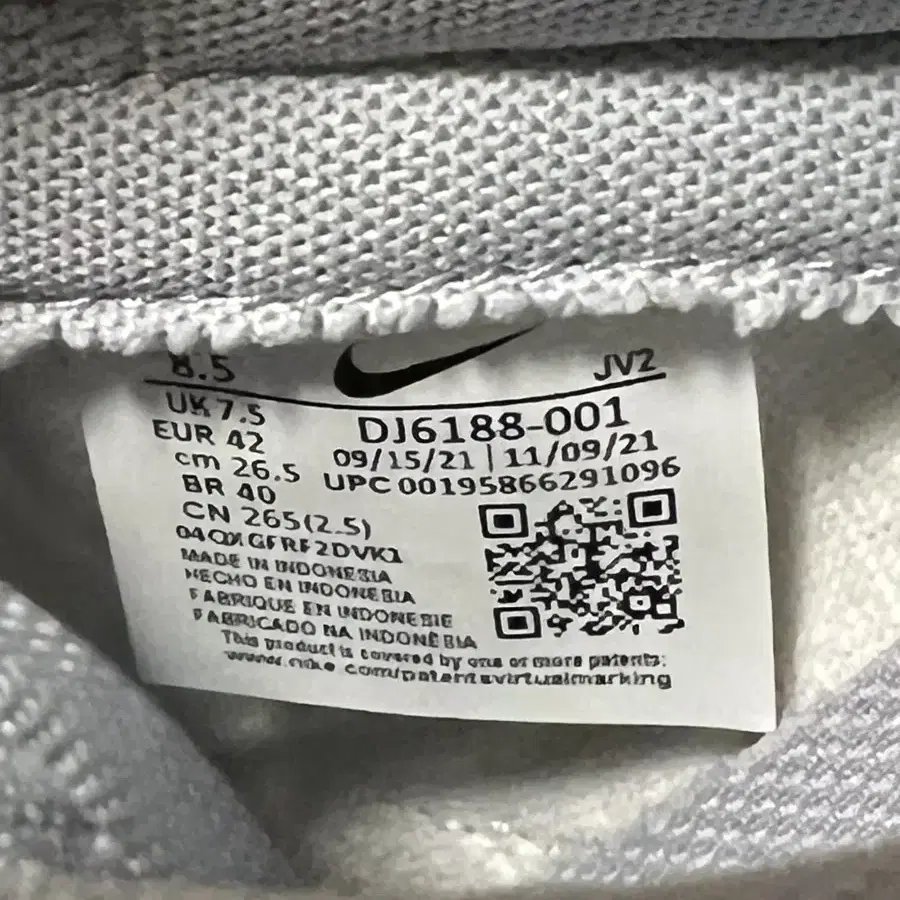 8.5
JV2
UK 7.5
EUR 42
cm 26.5
BR 40
CN 265(2.5)
DJ6188-001
09/15/21 | 11/09/21
UPC 00195866291096
MADE IN INDONESIA
HECHO EN INDONESIA
FABRIQUE EN INDONESIE
FABRICADO NA INDONÉSIA
This product is covered by one or more patents:
www.nike.com/patentsvirtualmarking